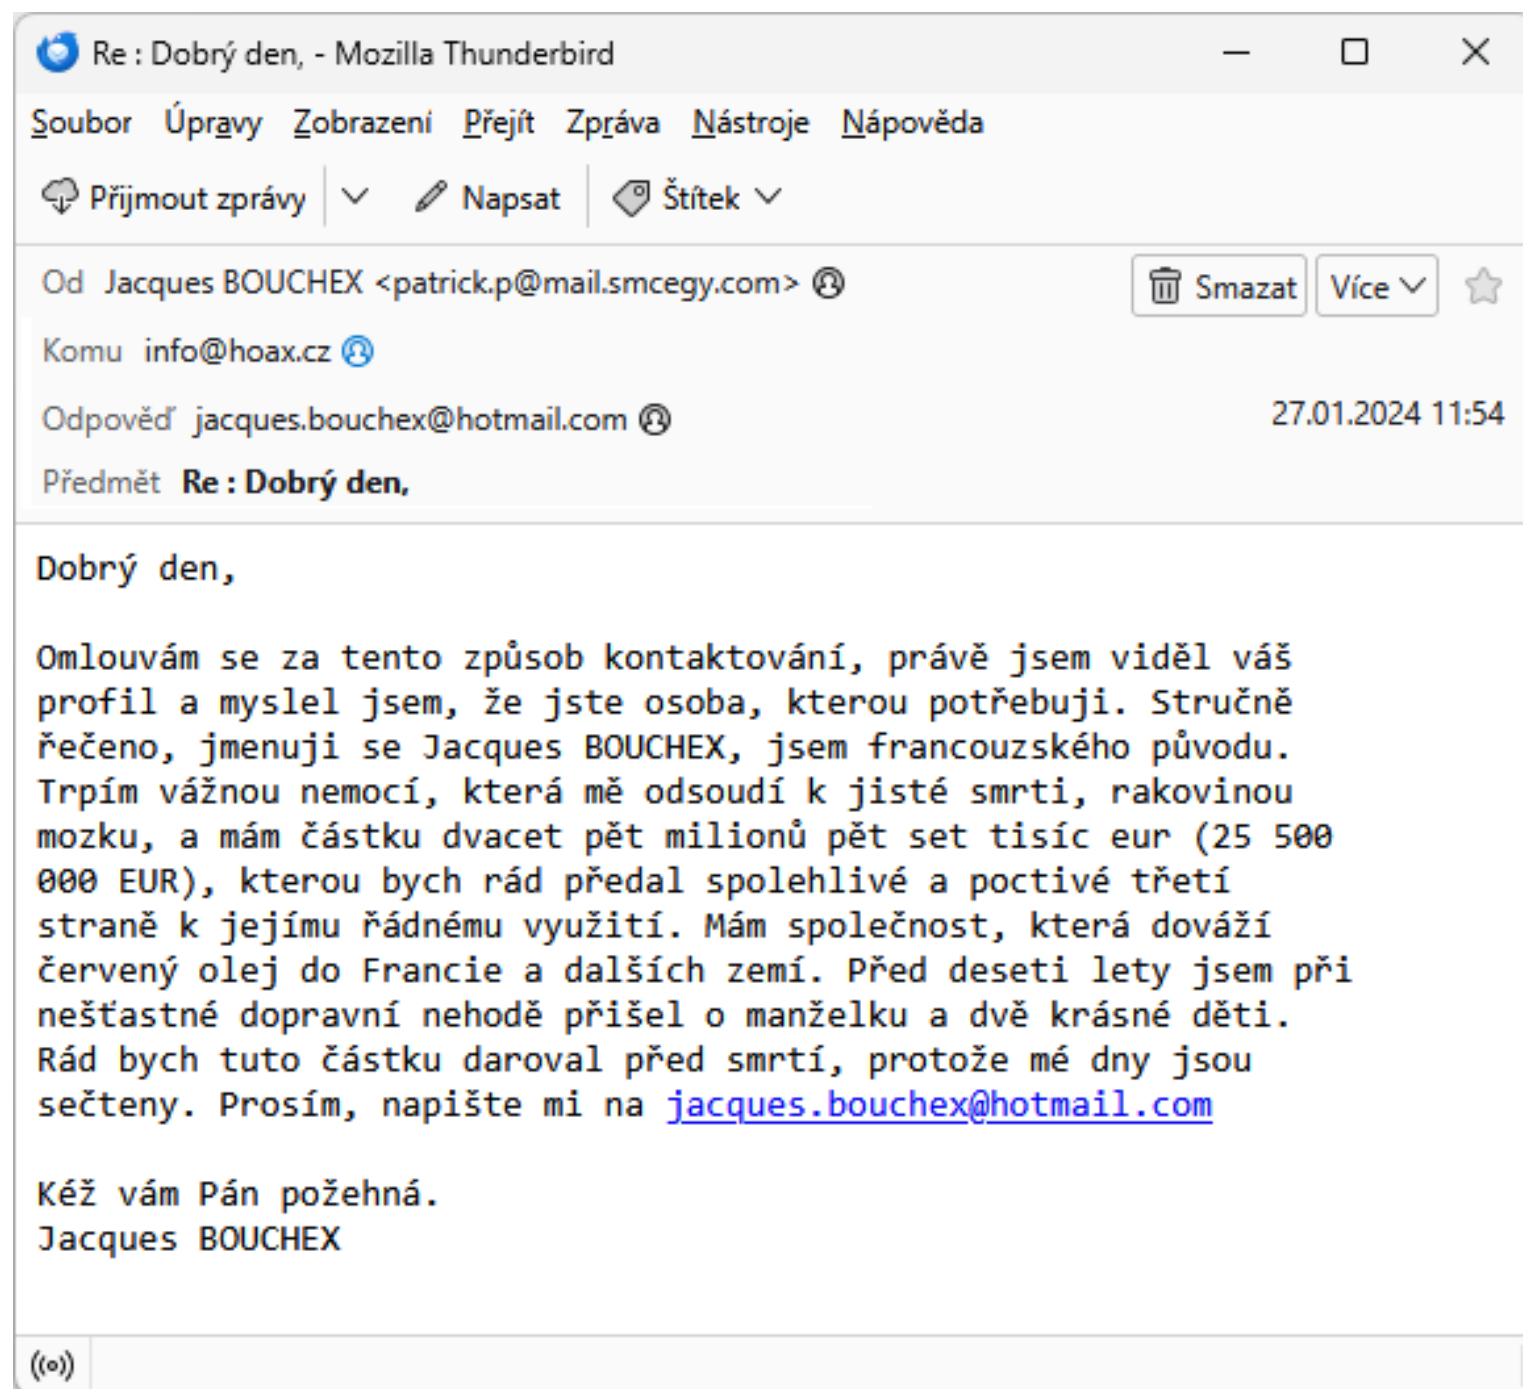 Re : Dobrý den, - Mozilla Thunderbird
Soubor Úpravy Zobrazení Přejít Zpráva Nástroje Nápověda
Přijmout zprávy Napsat Štítek
Od Jacques BOUCHEX <patrick.p@mail.smcegy.com> Smazat Více
Komu info@hoax.cz
Odpověď jacques.bouchex@hotmail.com 27.01.2024 11:54
Předmět Re : Dobrý den,
Dobrý den,
Omlouvám se za tento způsob kontaktování, právě jsem viděl váš
profil a myslel jsem, že jste osoba, kterou potřebuji. Stručně
řečeno, jmenuji se Jacques BOUCHEX, jsem francouzského původu.
Trpím vážnou nemocí, která mě odsoudí k jisté smrti, rakovinou
mozku, a mám částku dvacet pět milionů pět set tisíc eur (25 500
000 EUR), kterou bych rád předal spolehlivé a poctivé třetí
straně k jejímu řádnému využití. Mám společnost, která dováží
červený olej do Francie a dalších zemí. Před deseti lety jsem při
nešťastné dopravní nehodě přišel o manželku a dvě krásné děti.
Rád bych tuto částku daroval před smrtí, protože mé dny jsou
sečteny. Prosím, napište mi na jacques.bouchex@hotmail.com
Kéž vám Pán požehná.
Jacques BOUCHEX